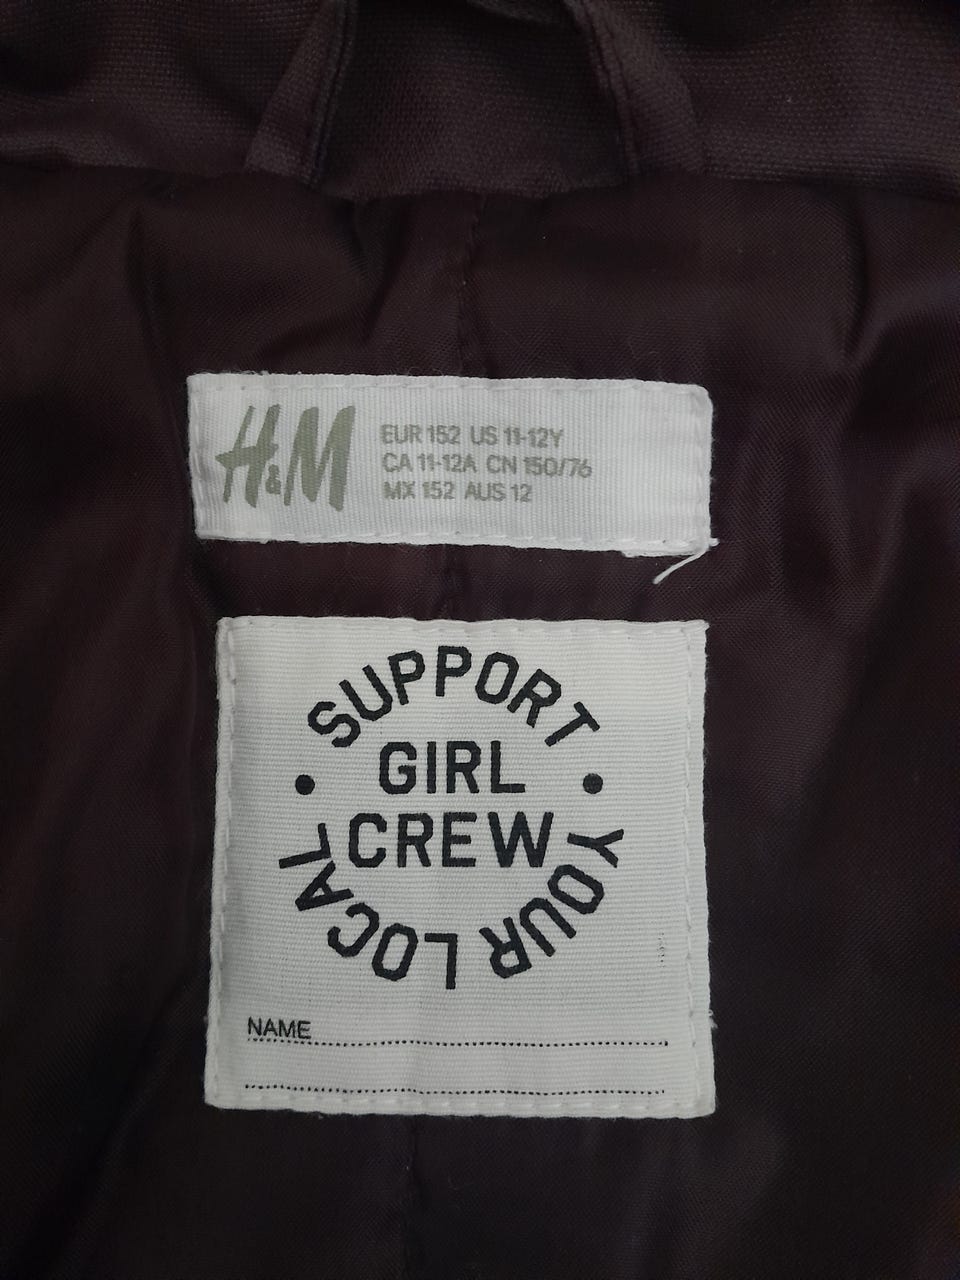 H&M
EUR 152 US 11-12Y
CA 11-12A CN 150/76
MX 152 AUS 12
SUPPORT
GIRL
CREW
YOUR LOCAL
NAME